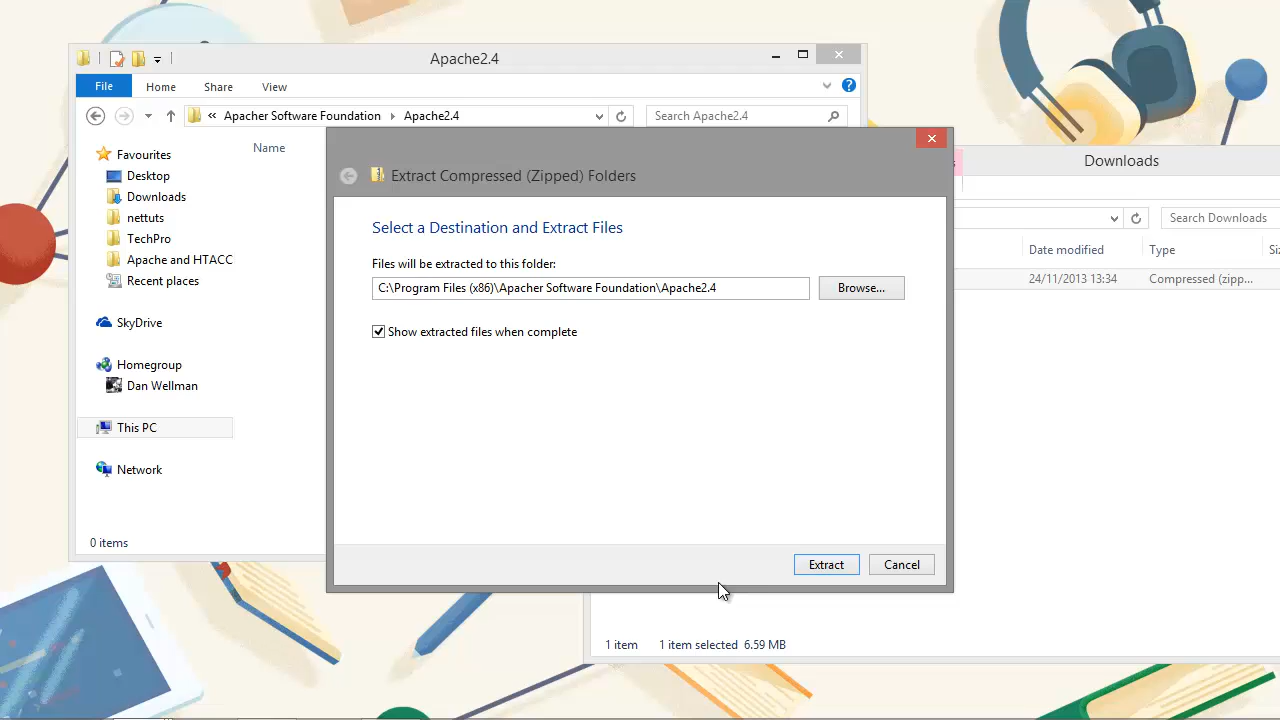 Apache2.4
File
Home
Share
View
« Apacher Software Foundation Apache2.4
Search Apache2.4
Favourites
Desktop
Downloads
nettuts
TechPro
Apache and HTACC
Recent places
SkyDrive
Homegroup
Dan Wellman
This PC
Network
Name
0 items
Extract Compressed (Zipped) Folders
Select a Destination and Extract Files
Files will be extracted to this folder:
C:\Program Files (x86)\Apacher Software Foundation\Apache2.4
Browse...
Show extracted files when complete
Extract
Cancel
Downloads
Search Downloads
Date modified
Type
24/11/2013 13:34
Compressed (zipp...
1 item
1 item selected 6.59 MB